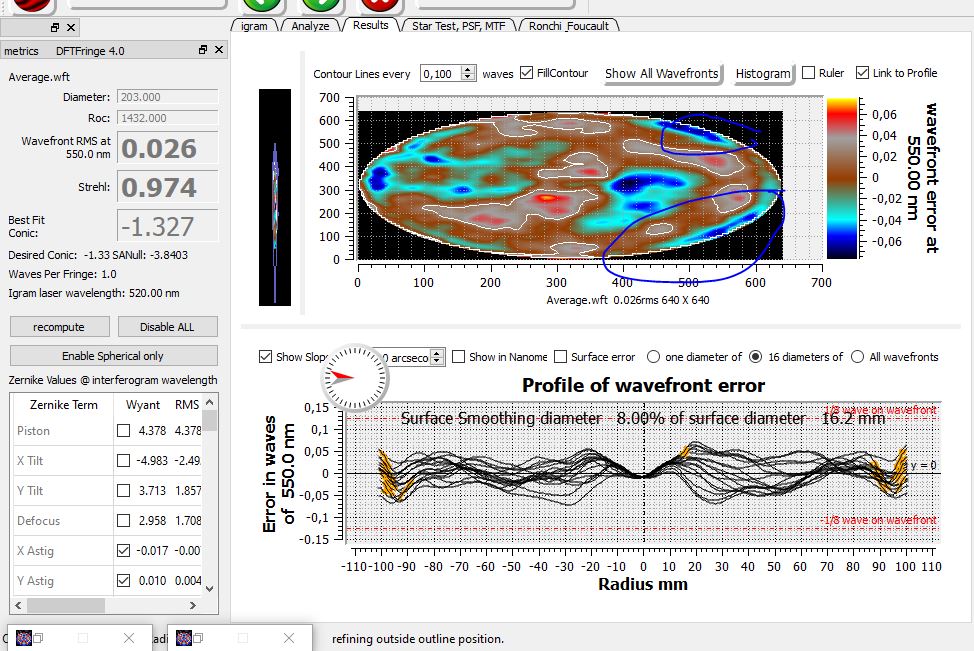 igram Analyze Results Star Test, PSF, MTF Ronchi_Foucault
metrics DFTFringe 4.0
Average.wft
Diameter: 203.000
Roc: 1432.000
Wavefront RMS at
550.0 nm 0.026
Strehl: 0.974
Best Fit
Conic: -1.327
Desired Conic: -1.33 SANull: -3.8403
Waves Per Fringe: 1.0
Igram laser wavelength: 520.00 nm
recompute Disable ALL
Enable Spherical only
Zernike Values @ interferogram wavelength
Zernike Term Wyant RMS
Piston 4.378 4.378
X Tilt -4.983 -2.49
Y Tilt 3.713 1.857
Defocus 2.958 1.708
X Astig -0.017 -0.00
Y Astig 0.010 0.004
Contour Lines every 0,100 waves FillContour Show All Wavefronts Histogram Ruler Link to Profile
700
600
500
400
300
200
100
0
0 100 200 300 400 500 600 700
Average.wft 0.026rms 640 X 640
0,06
0,04
0,02
0
-0,02
-0,04
-0,06
wavefront error at
550.00 nm
Show Slop 0 arcseco Show in Nanome Surface error one diameter of 16 diameters of All wavefronts
Profile of wavefront error
Surface Smoothing diameter 8.00% of surface diameter 16.2 mm
1/8 wave on wavefront
y = 0
-1/8 wave on wavefront
Error in waves
of 550.0 nm
0,15
0,1
0,05
0
-0,05
-0,1
-0.15
-110 -100 -90 -80 -70 -60 -50 -40 -30 -20 -10 0 10 20 30 40 50 60 70 80 90 100 110
Radius mm
refining outside outline position.